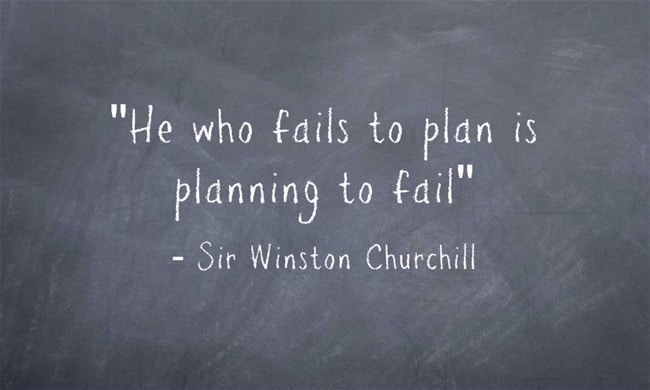 "He who fails to plan is
planning to fail"
- Sir Winston Churchill